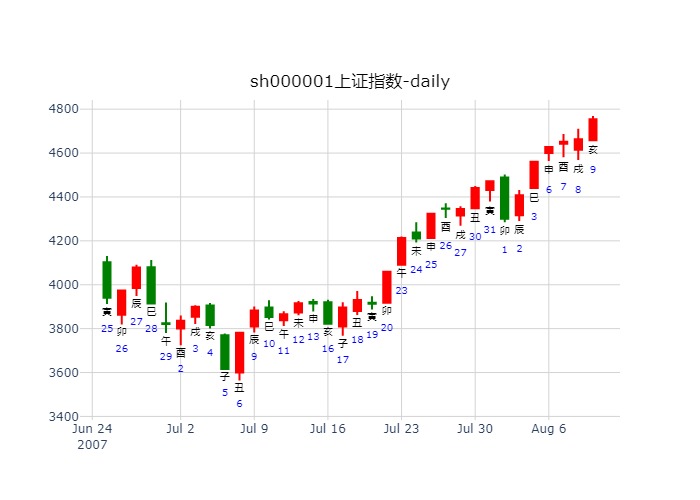 sh000001上证指数-daily
4800
4600
4400
4200
4000
3800
3600
3400
寅
25
卯
26
辰
27
巳
28
午
29
酉
2
戌
3
亥
4
子
5
丑
6
辰
9
巳
10
午
11
未
12
申
13
亥
16
子
17
丑
18
寅
19
卯
20
午
23
未
24
申
25
酉
26
戌
27
丑
30
寅
31
卯
1
辰
2
巳
3
申
6
酉
7
戌
8
亥
9
Jun 24
2007
Jul 2
Jul 9
Jul 16
Jul 23
Jul 30
Aug 6